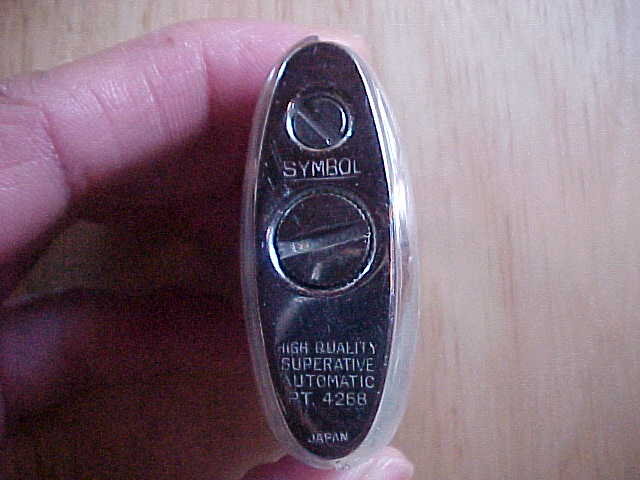 SYMBOL
HIGH QUALITY
SUPERATIVE
AUTOMATIC
PT. 4268
JAPAN